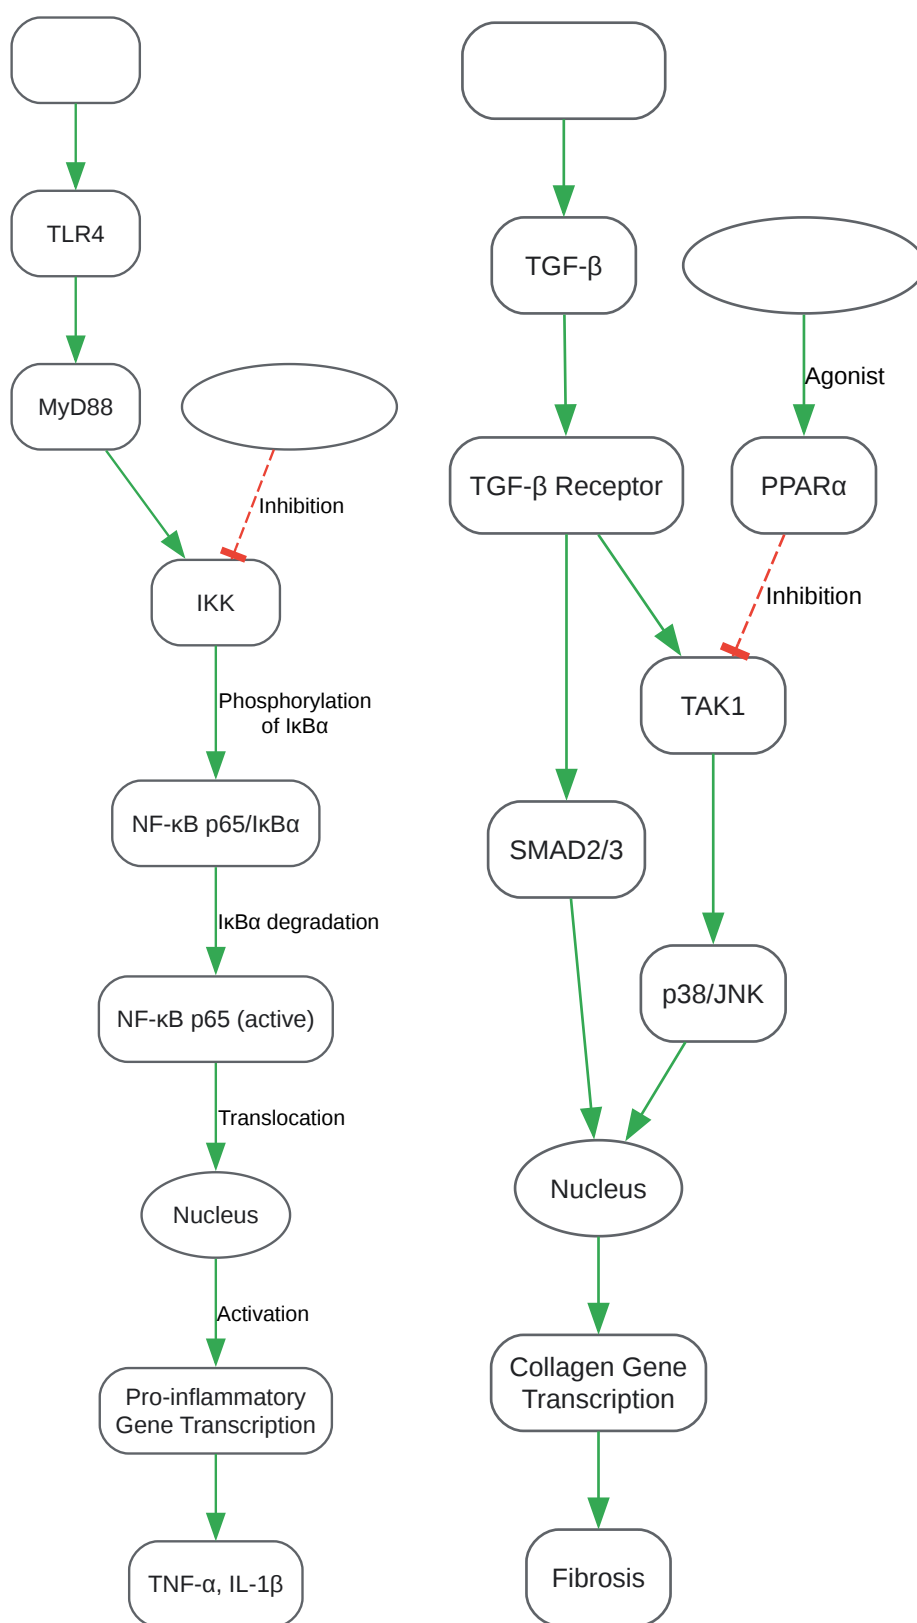 TLR4
MyD88
Inhibition
IKK
Phosphorylation
of IκBα
NF-κB p65/IκBα
IκBα degradation
NF-κB p65 (active)
Translocation
Nucleus
Activation
Pro-inflammatory
Gene Transcription
TNF-α, IL-1β
TGF-β
Agonist
TGF-β Receptor
PPARα
Inhibition
TAK1
SMAD2/3
p38/JNK
Nucleus
Collagen Gene
Transcription
Fibrosis